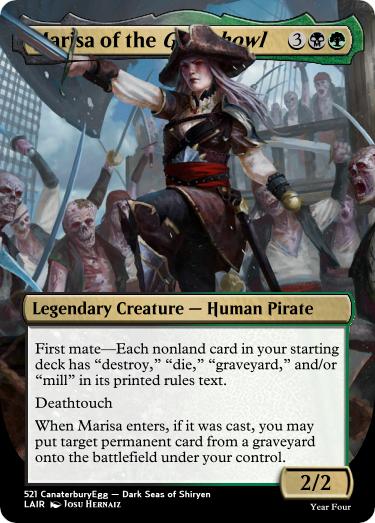 Marisa of the howl 3
Legendary Creature — Human Pirate
First mate—Each nonland card in your starting
deck has “destroy,” “die,” “graveyard,” and/or
“mill” in its printed rules text.
Deathtouch
When Marisa enters, if it was cast, you may
put target permanent card from a graveyard
onto the battlefield under your control.
2/2
521 CanaterburyEgg — Dark Seas of Shiryen
LAIR Josu Hernaiz
Year Four